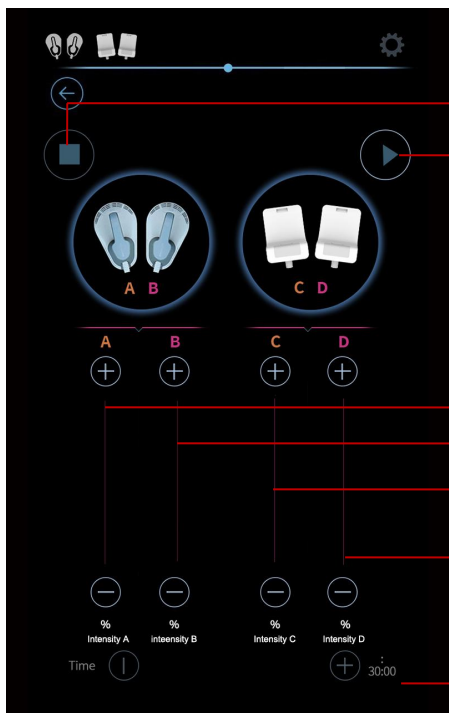 A B
C D
A B C D
% % % %
Intensity A inteensity B Intensity C Intensity D
Time
:
30:00